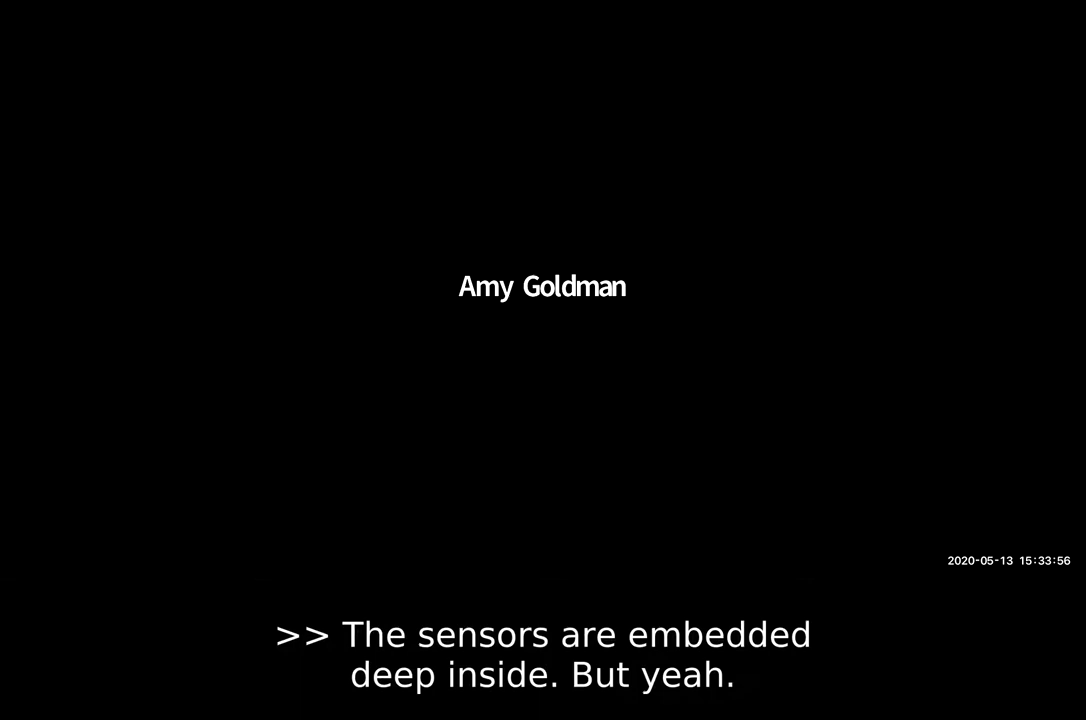 Amy Goldman
2020-05-13 15:33:56
>> The sensors are embedded
deep inside. But yeah.